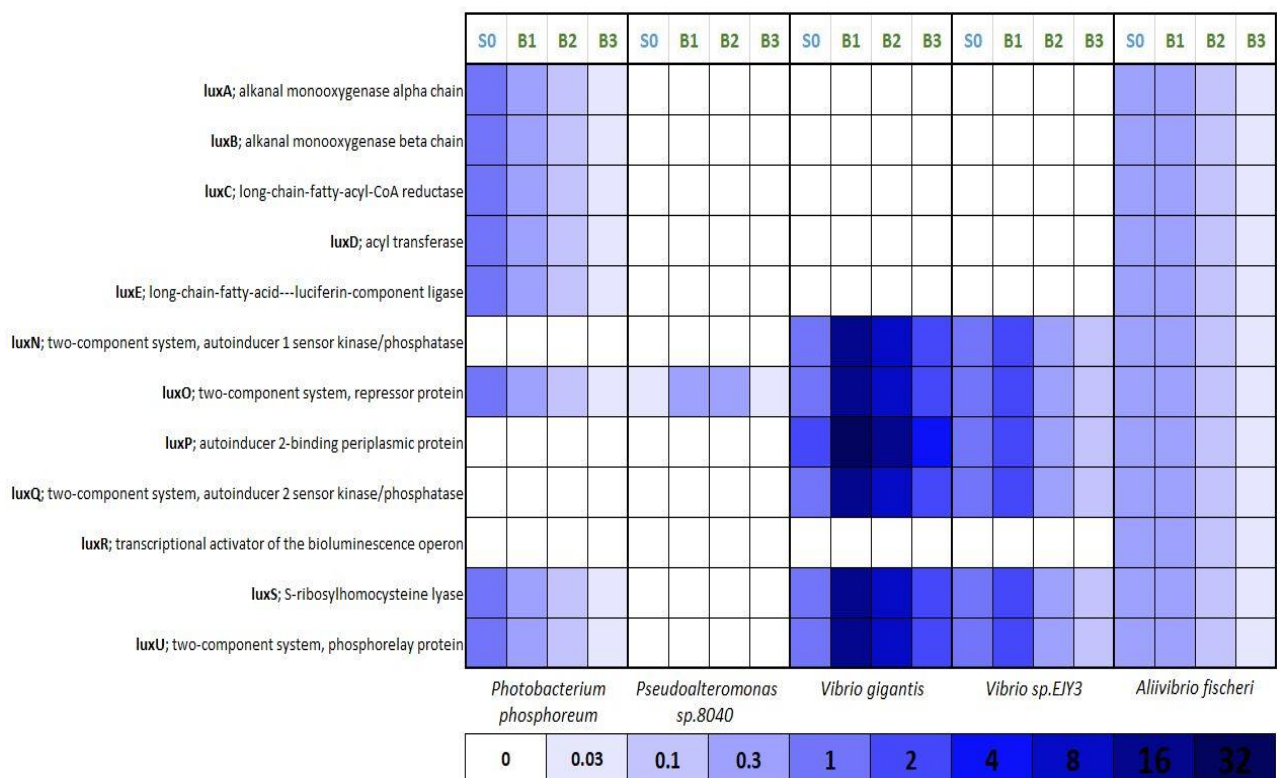 S0 B1 B2 B3 S0 B1 B2 B3 S0 B1 B2 B3 S0 B1 B2 B3 S0 B1 B2 B3
luxA; alkanal monooxygenase alpha chain
luxB; alkanal monooxygenase beta chain
luxC; long-chain-fatty-acyl-CoA reductase
luxD; acyl transferase
luxE; long-chain-fatty-acid---luciferin-component ligase
luxN; two-component system, autoinducer 1 sensor kinase/phosphatase
luxO; two-component system, repressor protein
luxP; autoinducer 2-binding periplasmic protein
luxQ; two-component system, autoinducer 2 sensor kinase/phosphatase
luxR; transcriptional activator of the bioluminescence operon
luxS; S-ribosylhomocysteine lyase
luxU; two-component system, phosphorelay protein
Photobacterium
phosphoreum
Pseudoalteromonas
sp.8040
Vibrio gigantis
Vibrio sp.EJY3
Aliivibrio fischeri
0 0.03 0.1 0.3 1 2 4 8 16 32